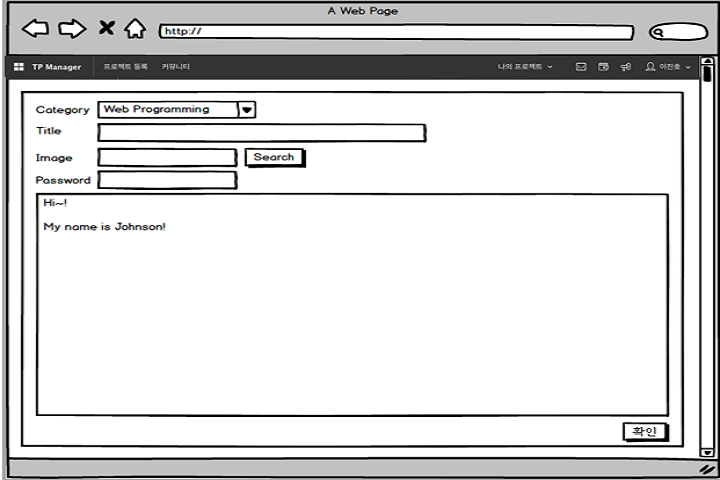 A Web Page
http://
TP Manager 프로젝트 등록 커뮤니티 나의 프로젝트 이진호
Category Web Programming
Title
Image Search
Password
Hi~!
My name is Johnson!
확인